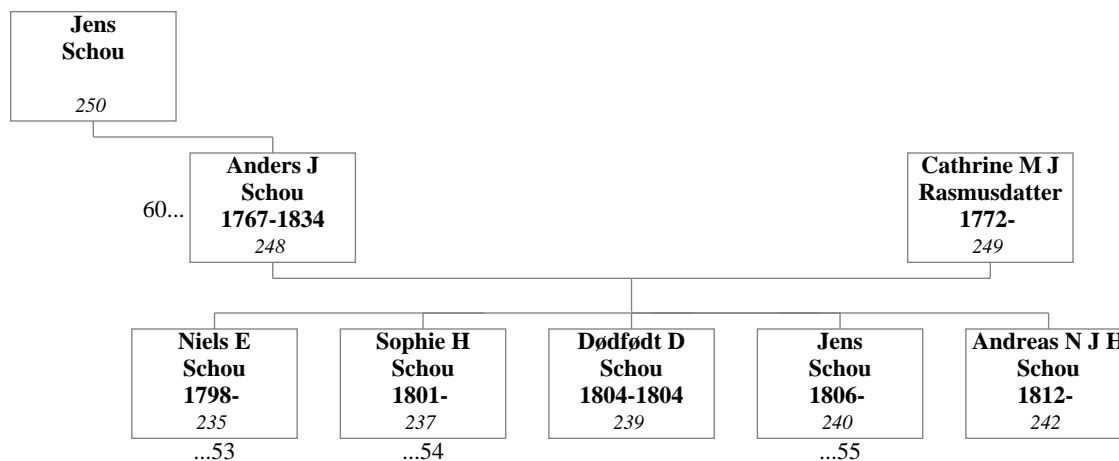 Jens
Schou
250
Anders J
Schou
1767-1834
248
60...
Cathrine M J
Rasmusdatter
1772-
249
Niels E
Schou
1798-
235
...53
Sophie H
Schou
1801-
237
...54
Dødfødt D
Schou
1804-1804
239
Jens
Schou
1806-
240
...55
Andreas N J H
Schou
1812-
242